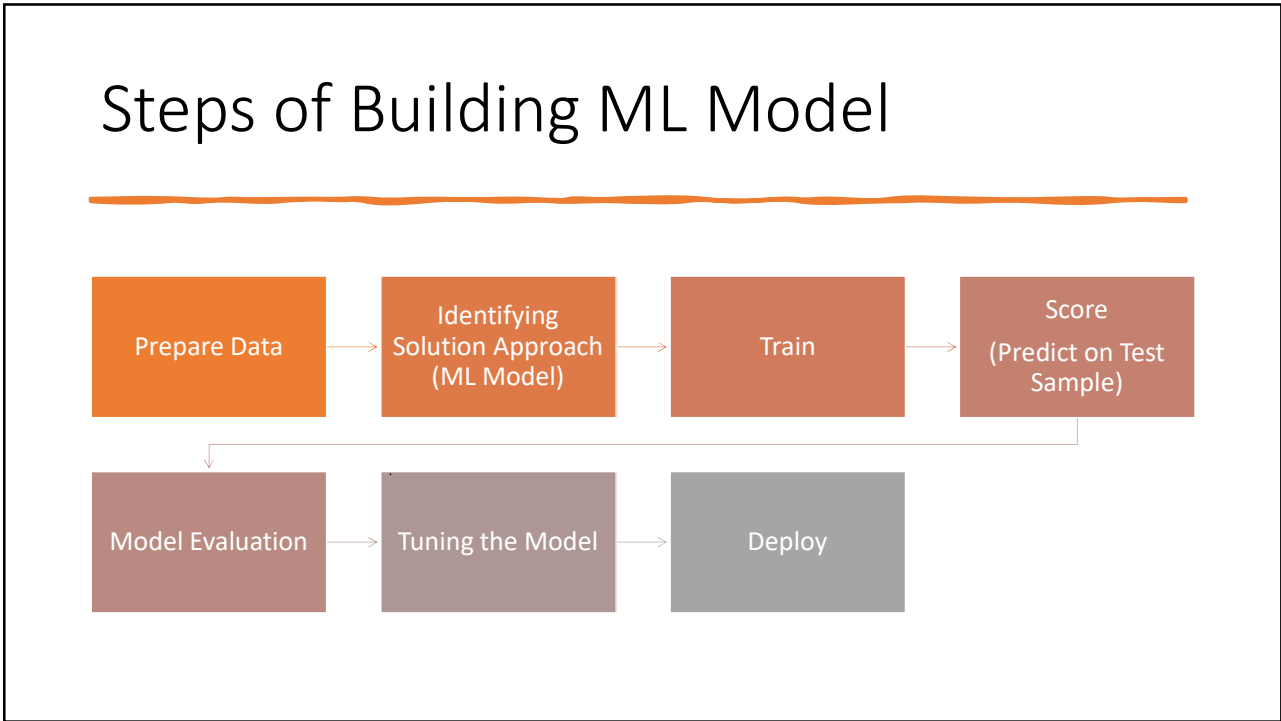 Steps of Building ML Model
Prepare Data
Identifying
Solution Approach
(ML Model)
Train
Score
(Predict on Test
Sample)
Model Evaluation
Tuning the Model
Deploy